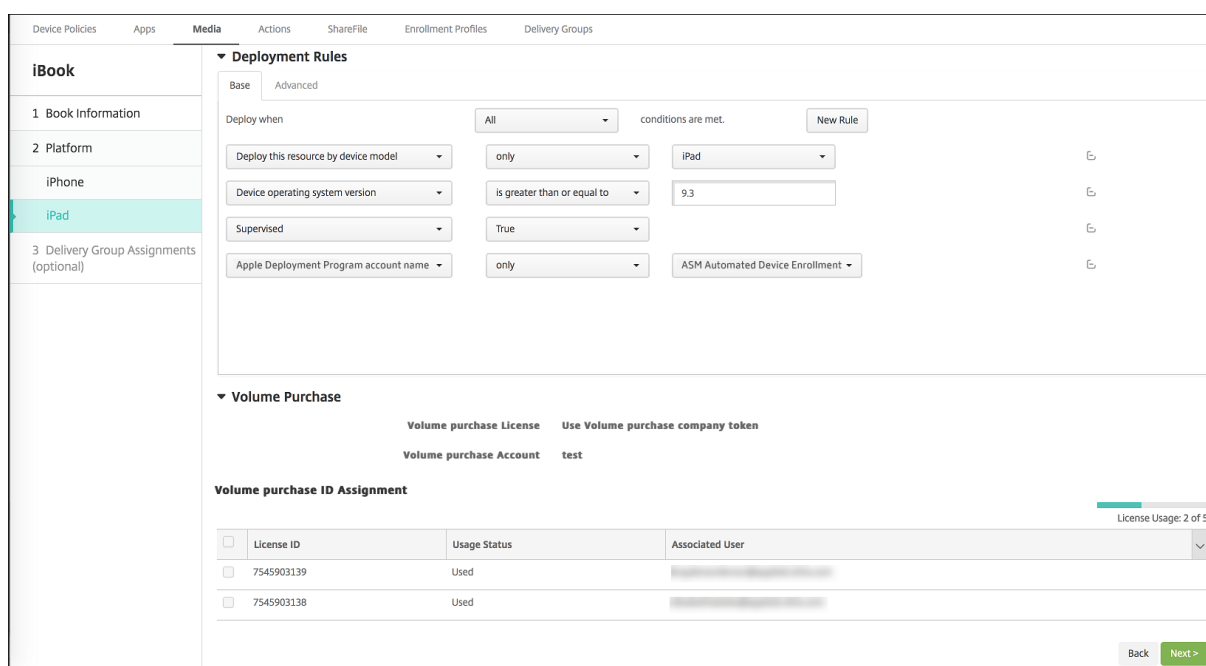 Device Policies Apps Media Actions ShareFile Enrollment Profiles Delivery Groups
iBook
1 Book Information
2 Platform
iPhone
iPad
3 Delivery Group Assignments
(optional)
Deployment Rules
Base Advanced
Deploy when All conditions are met. New Rule
Deploy this resource by device model only iPad
Device operating system version is greater than or equal to 9.3
Supervised True
Apple Deployment Program account name only ASM Automated Device Enrollment
Volume Purchase
Volume purchase License Use Volume purchase company token
Volume purchase Account test
Volume purchase ID Assignment
License Usage: 2 of 5
License ID Usage Status Associated User
7545903139 Used
7545903138 Used
Back Next >